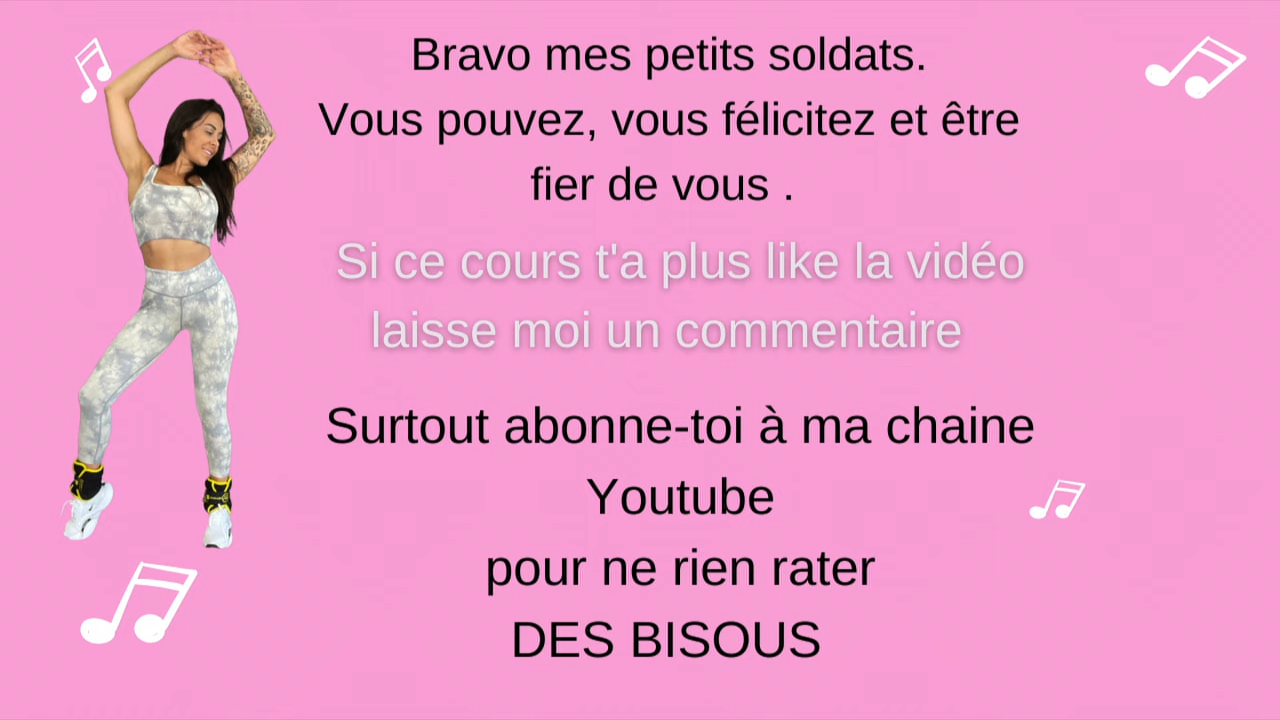 Bravo mes petits soldats.
Vous pouvez, vous félicitez et être
fier de vous .
Si ce cours t'a plus like la vidéo
laisse moi un commentaire
Surtout abonne-toi à ma chaine
Youtube
pour ne rien rater
DES BISOUS